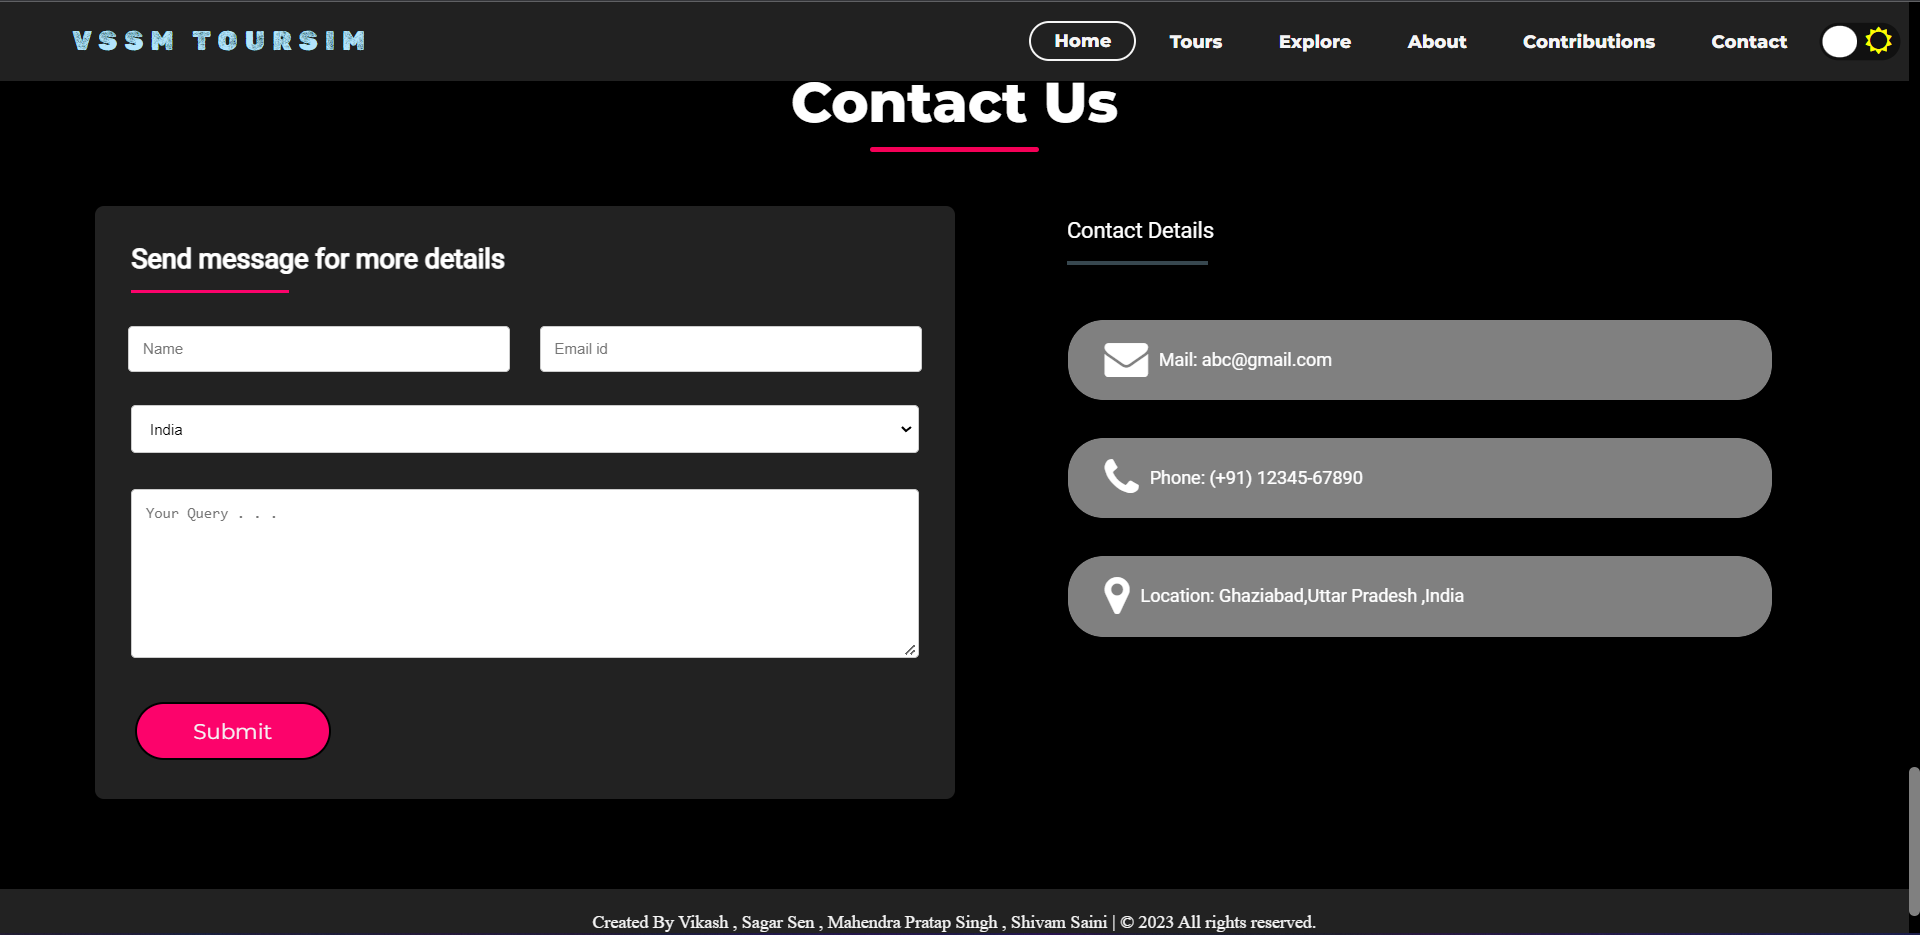 VSSM TOURSIM
Home Tours Explore About Contributions Contact
Contact Us
Send message for more details
Name
Email id
India
Your Query . . .
Submit
Contact Details
Mail: abc@gmail.com
Phone: (+91) 12345-67890
Location: Ghaziabad,Uttar Pradesh ,India
Created By Vikash , Sagar Sen , Mahendra Pratap Singh , Shivam Saini | © 2023 All rights reserved.